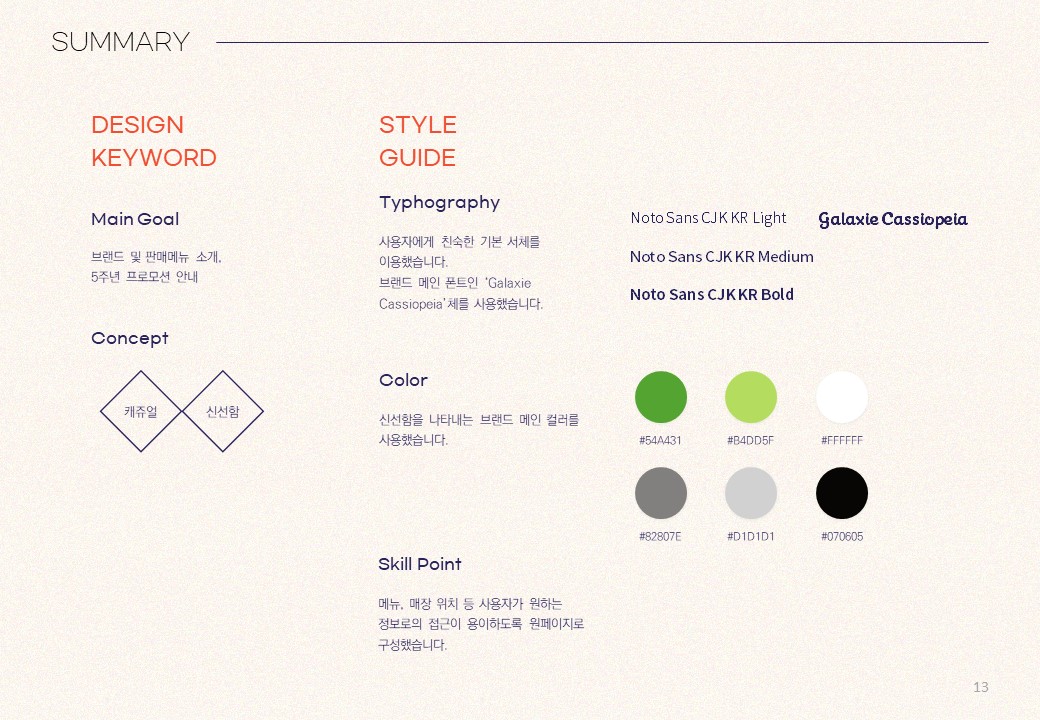 SUMMARY
DESIGN
KEYWORD
Main Goal
브랜드 및 판매메뉴 소개,
5주년 프로모션 안내
Concept
캐쥬얼
신선함
STYLE
GUIDE
Typhography
사용자에게 친숙한 기본 서체를
이용했습니다.
브랜드 메인 폰트인 'Galaxie
Cassiopeia'체를 사용했습니다.
Noto Sans CJK KR Light
Galaxie Cassiopeia
Noto Sans CJK KR Medium
Noto Sans CJK KR Bold
Color
신선함을 나타내는 브랜드 메인 컬러를
사용했습니다.
#54A431
#B4DD5F
#FFFFFF
#82807E
#D1D1D1
#070605
Skill Point
메뉴, 매장 위치 등 사용자가 원하는
정보로의 접근이 용이하도록 원페이지로
구성했습니다.
13